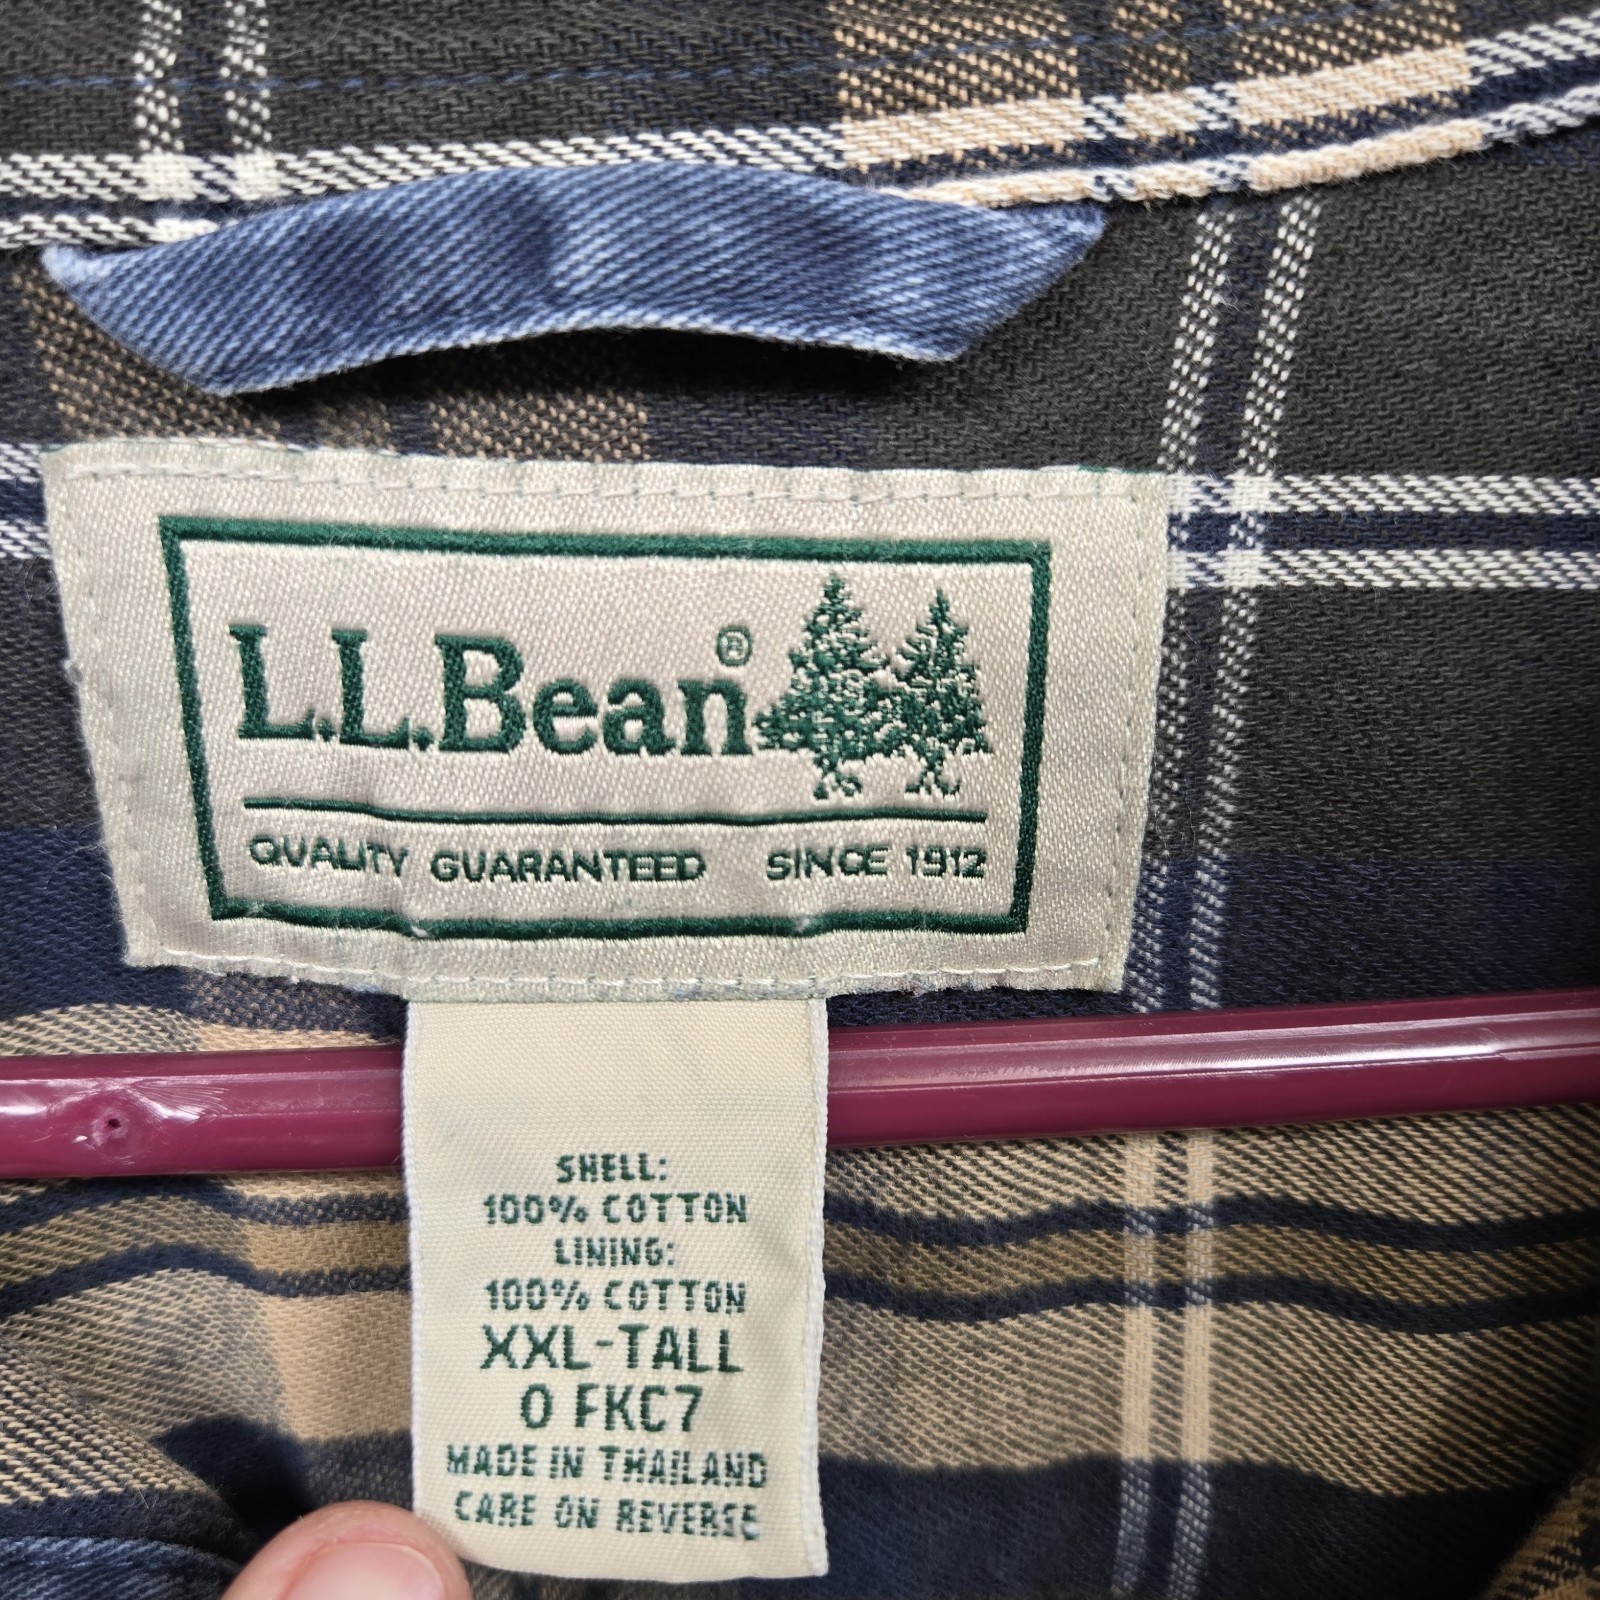 L.L.Bean®
QUALITY GUARANTEED SINCE 1912
SHELL:
100% COTTON
LINING:
100% COTTON
XXL-TALL
0 FKC7
MADE IN THAILAND
CARE ON REVERSE